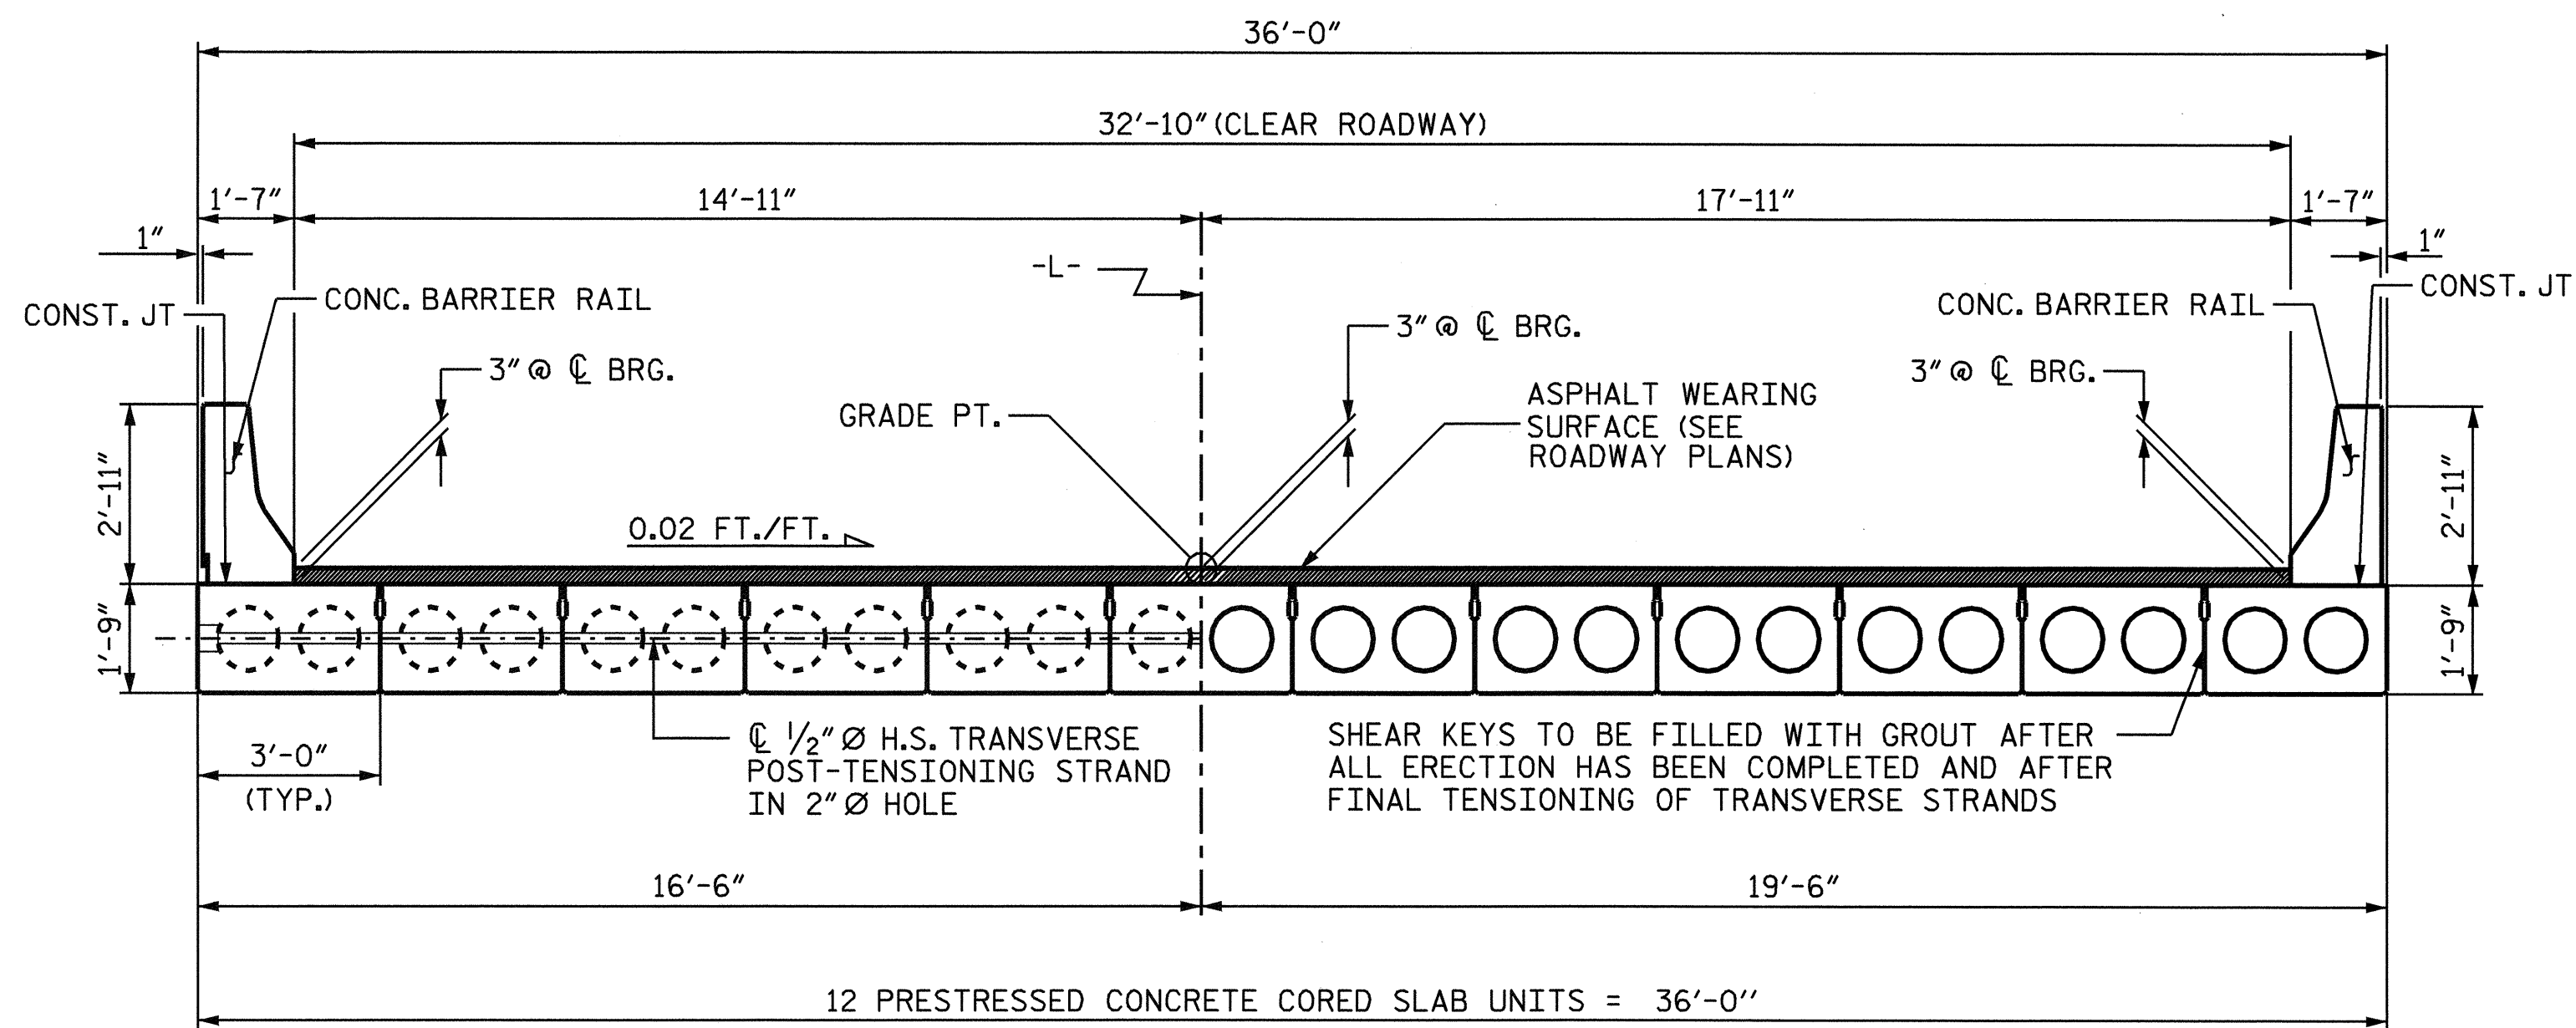 36'-0"
32'-10" (CLEAR ROADWAY)
1'-7"
14'-11"
17'-11"
1'-7"
1"
1"
-L-
CONST. JT
CONC. BARRIER RAIL
CONC. BARRIER RAIL
CONST. JT
3" @ ℄ BRG.
3" @ ℄ BRG.
3" @ ℄ BRG.
GRADE PT.
ASPHALT WEARING
SURFACE (SEE
ROADWAY PLANS)
2'-11"
2'-11"
0.02 FT./FT.
1'-9"
1'-9"
3'-0"
(TYP.)
℄ 1/2" Ø H.S. TRANSVERSE
POST-TENSIONING STRAND
IN 2" Ø HOLE
SHEAR KEYS TO BE FILLED WITH GROUT AFTER
ALL ERECTION HAS BEEN COMPLETED AND AFTER
FINAL TENSIONING OF TRANSVERSE STRANDS
16'-6"
19'-6"
12 PRESTRESSED CONCRETE CORED SLAB UNITS = 36'-0''